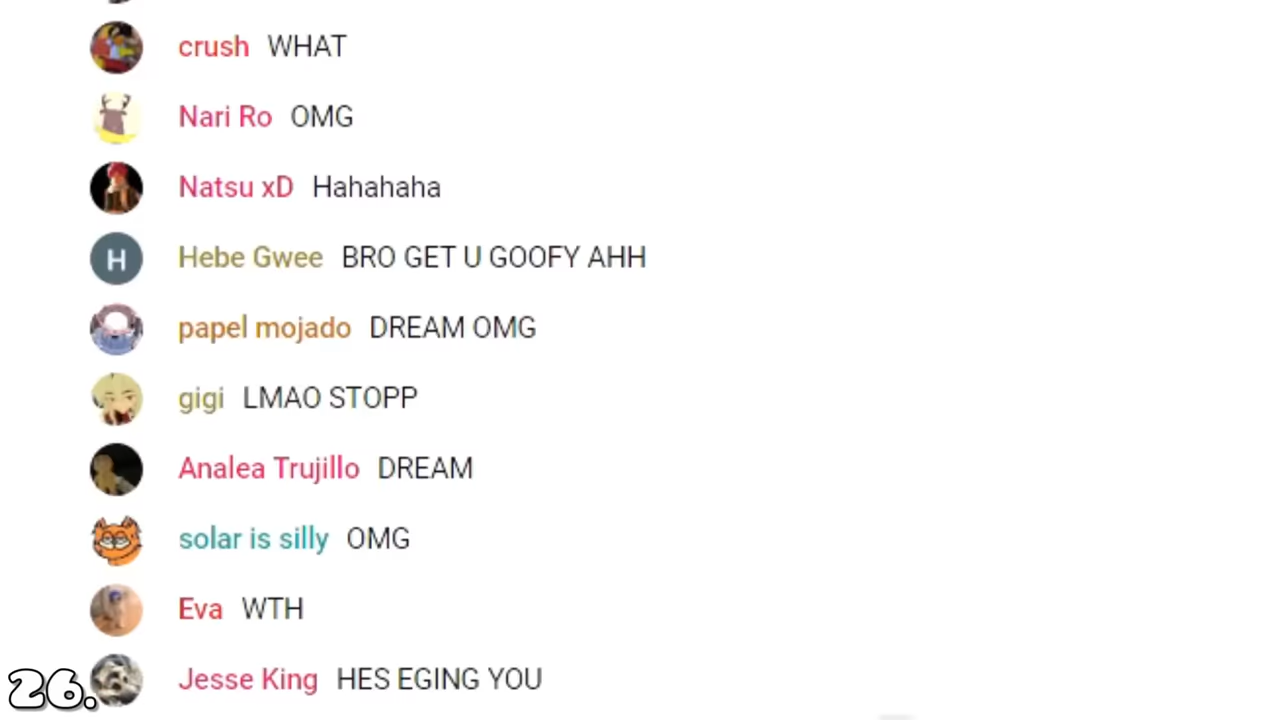 crush WHAT
Nari Ro OMG
Natsu xD Hahahaha
H Hebe Gwee BRO GET U GOOFY AHH
papel mojado DREAM OMG
gigi LMAO STOPP
Analea Trujillo DREAM
solar is silly OMG
Eva WTH
26. Jesse King HES EGING YOU